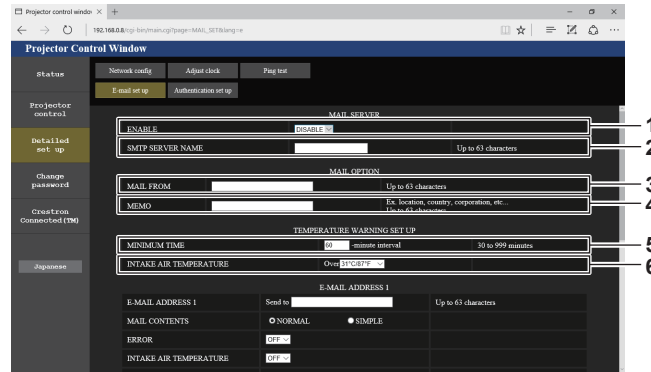 Projector control window
192.168.0.8/cgi-bin/main.cgi?page=MAIL_SET&lang=e
Projector Control Window
Status
Projector control
Detailed set up
Change password
Crestron Connected(TM)
Japanese
Network config Adjust clock Ping test
E-mail set up Authentication set up
MAIL SERVER
ENABLE DISABLE 1
SMTP SERVER NAME Up to 63 characters 2
MAIL OPTION
MAIL FROM Up to 63 characters 3
MEMO Ex. location, country, corporation, etc... 4
Up to 63 characters
TEMPERATURE WARNING SET UP
MINIMUM TIME 60 -minute interval 30 to 999 minutes 5
INTAKE AIR TEMPERATURE Over 31°C/87°F 6
E-MAIL ADDRESS 1
E-MAIL ADDRESS 1 Send to Up to 63 characters
MAIL CONTENTS NORMAL SIMPLE
ERROR OFF
INTAKE AIR TEMPERATURE OFF